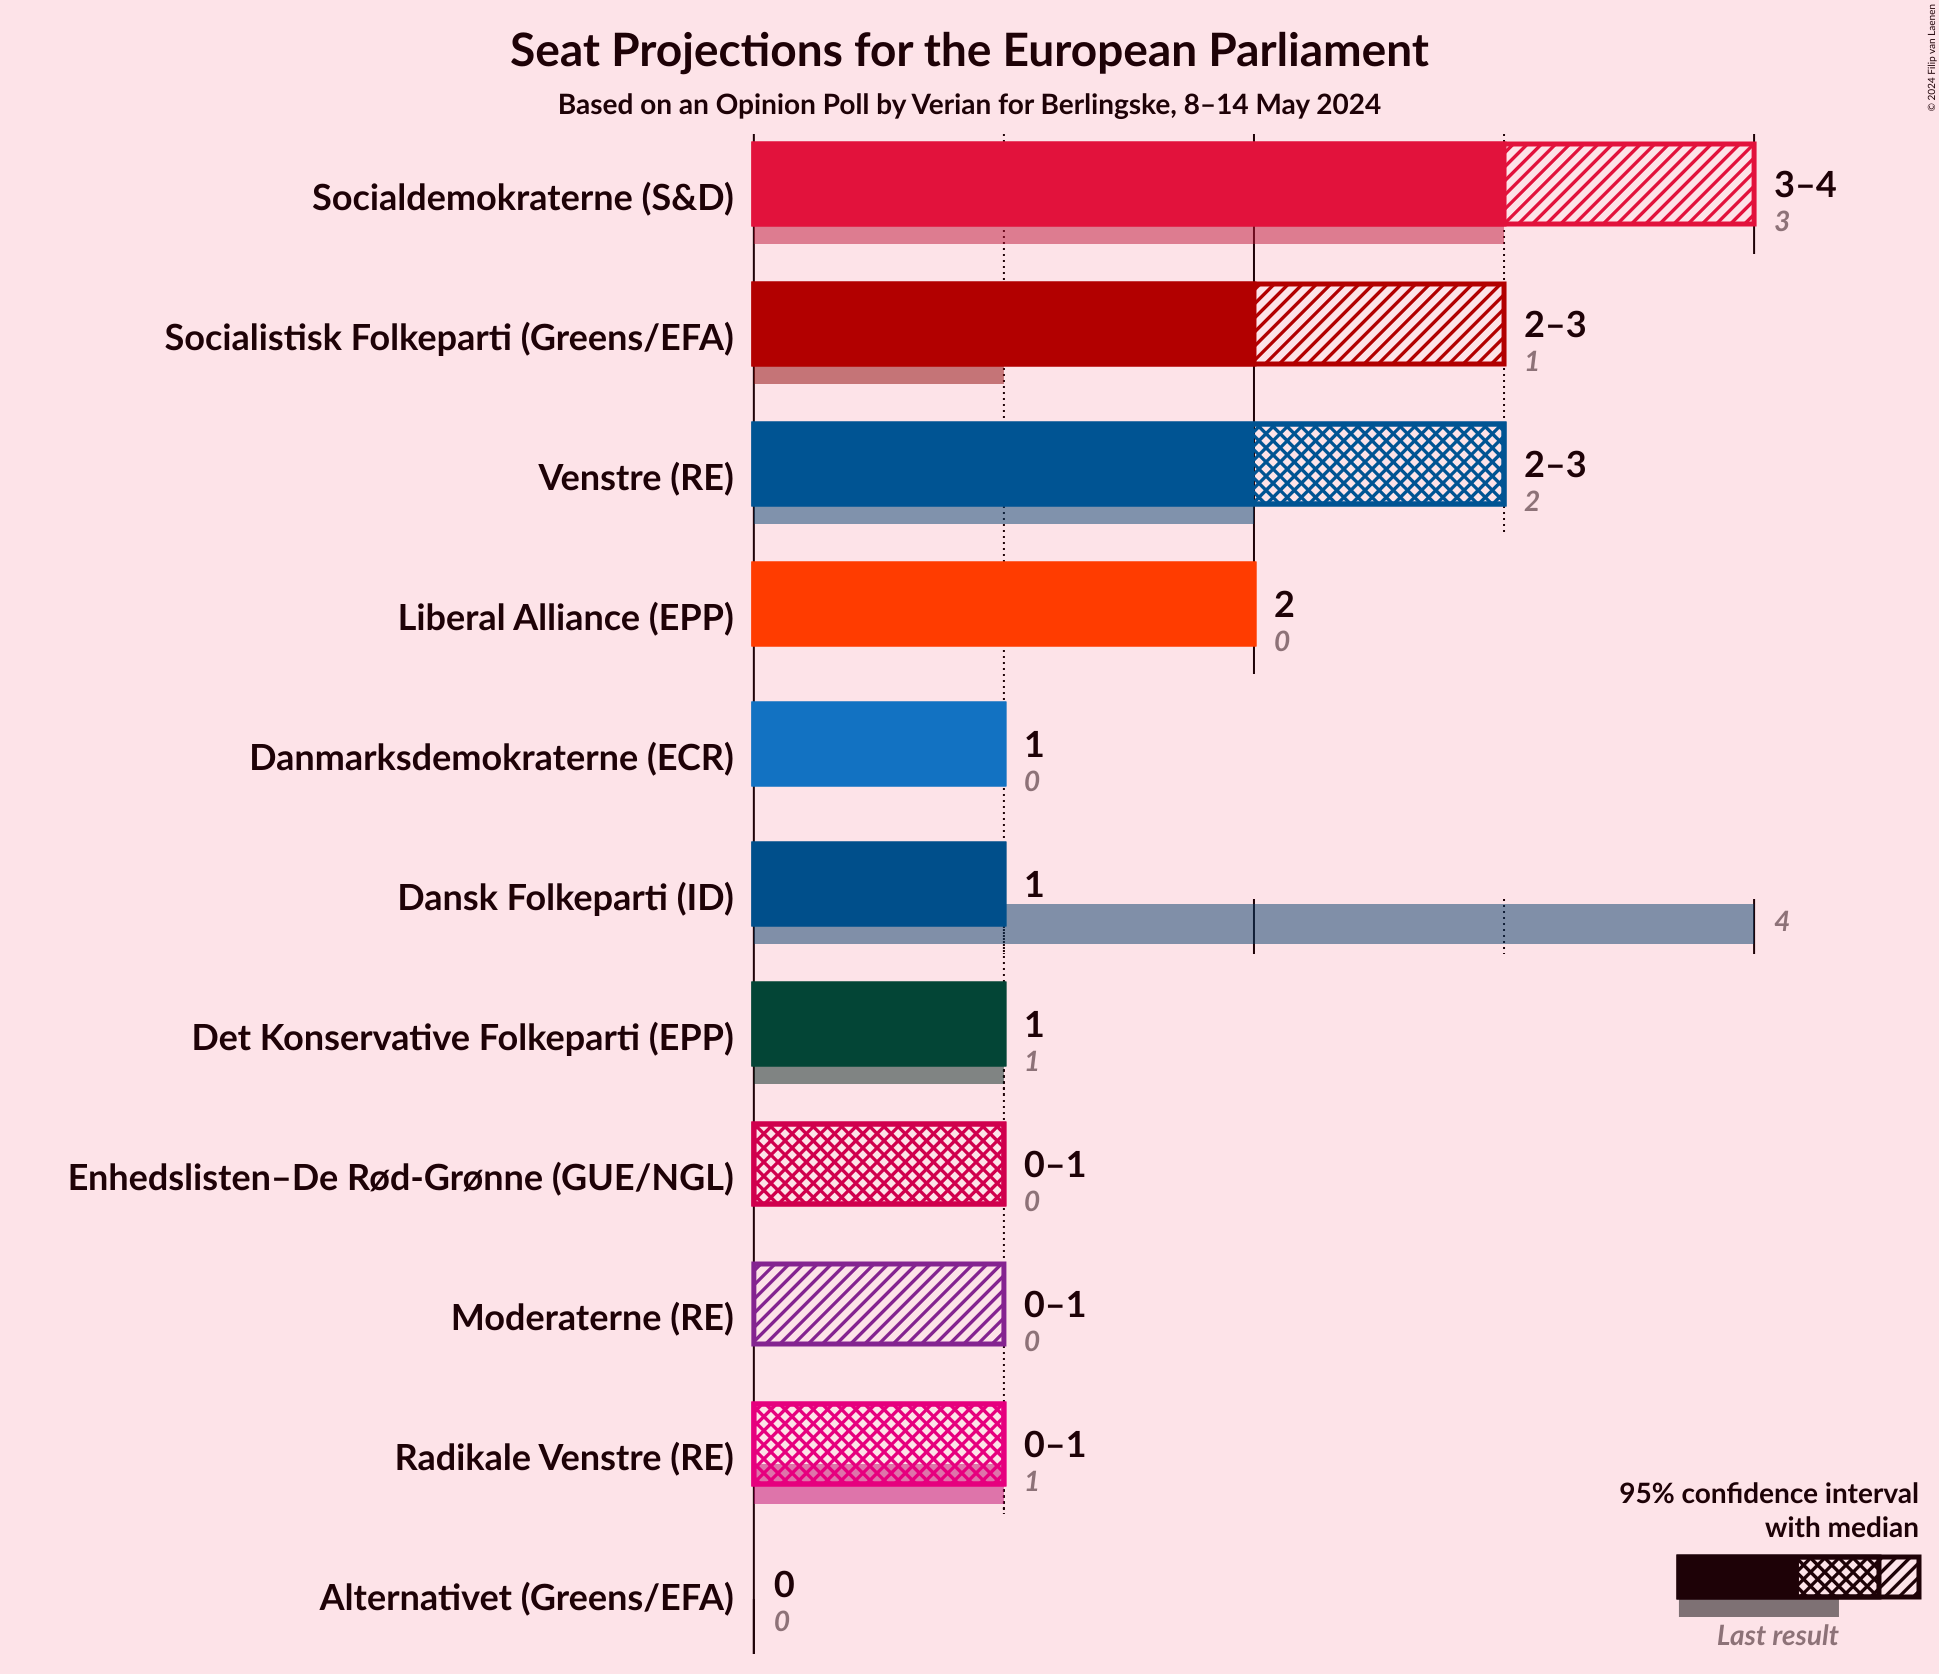 Seat Projections for the European Parliament
Based on an Opinion Poll by Verian for Berlingske, 8–14 May 2024
© 2024 Filip van Laenen
Socialdemokraterne (S&D)
3–4
3
Socialistisk Folkeparti (Greens/EFA)
2–3
1
Venstre (RE)
2–3
2
Liberal Alliance (EPP)
2
0
Danmarksdemokraterne (ECR)
1
0
Dansk Folkeparti (ID)
1
4
Det Konservative Folkeparti (EPP)
1
1
Enhedslisten–De Rød-Grønne (GUE/NGL)
0–1
0
Moderaterne (RE)
0–1
0
Radikale Venstre (RE)
0–1
1
Alternativet (Greens/EFA)
0
0
95% confidence interval
with median
Last result